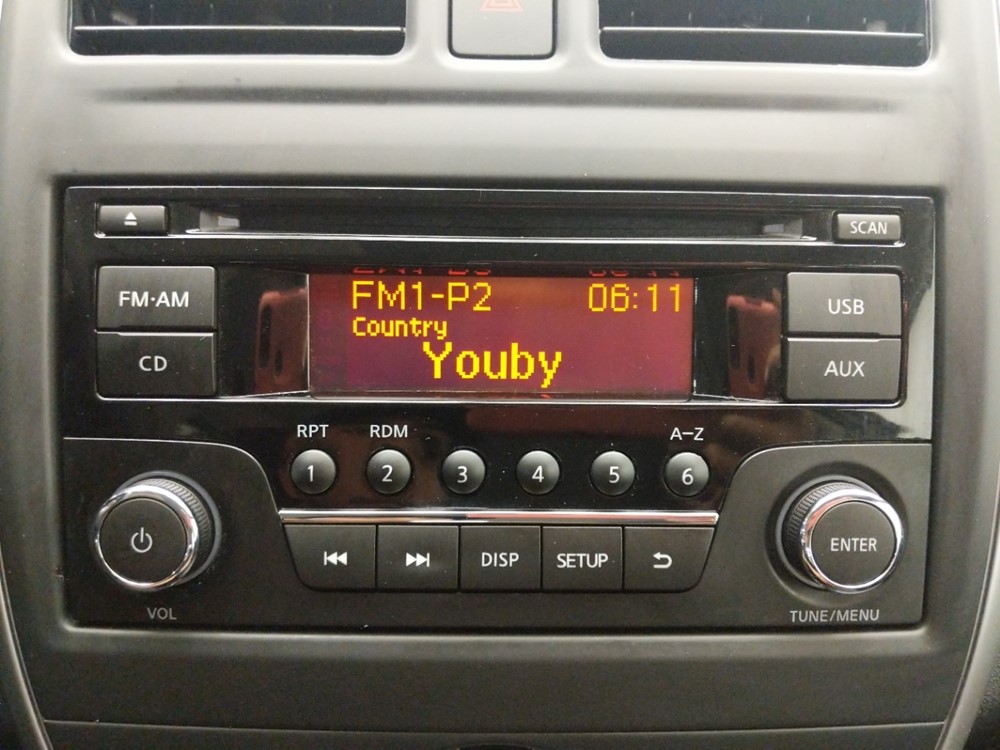 SCAN
FM·AM
CD
FM1-P2 06:11
Country
Youby
USB
AUX
RPT RDM A–Z
1 2 3 4 5 6
DISP SETUP
ENTER
VOL
TUNE/MENU